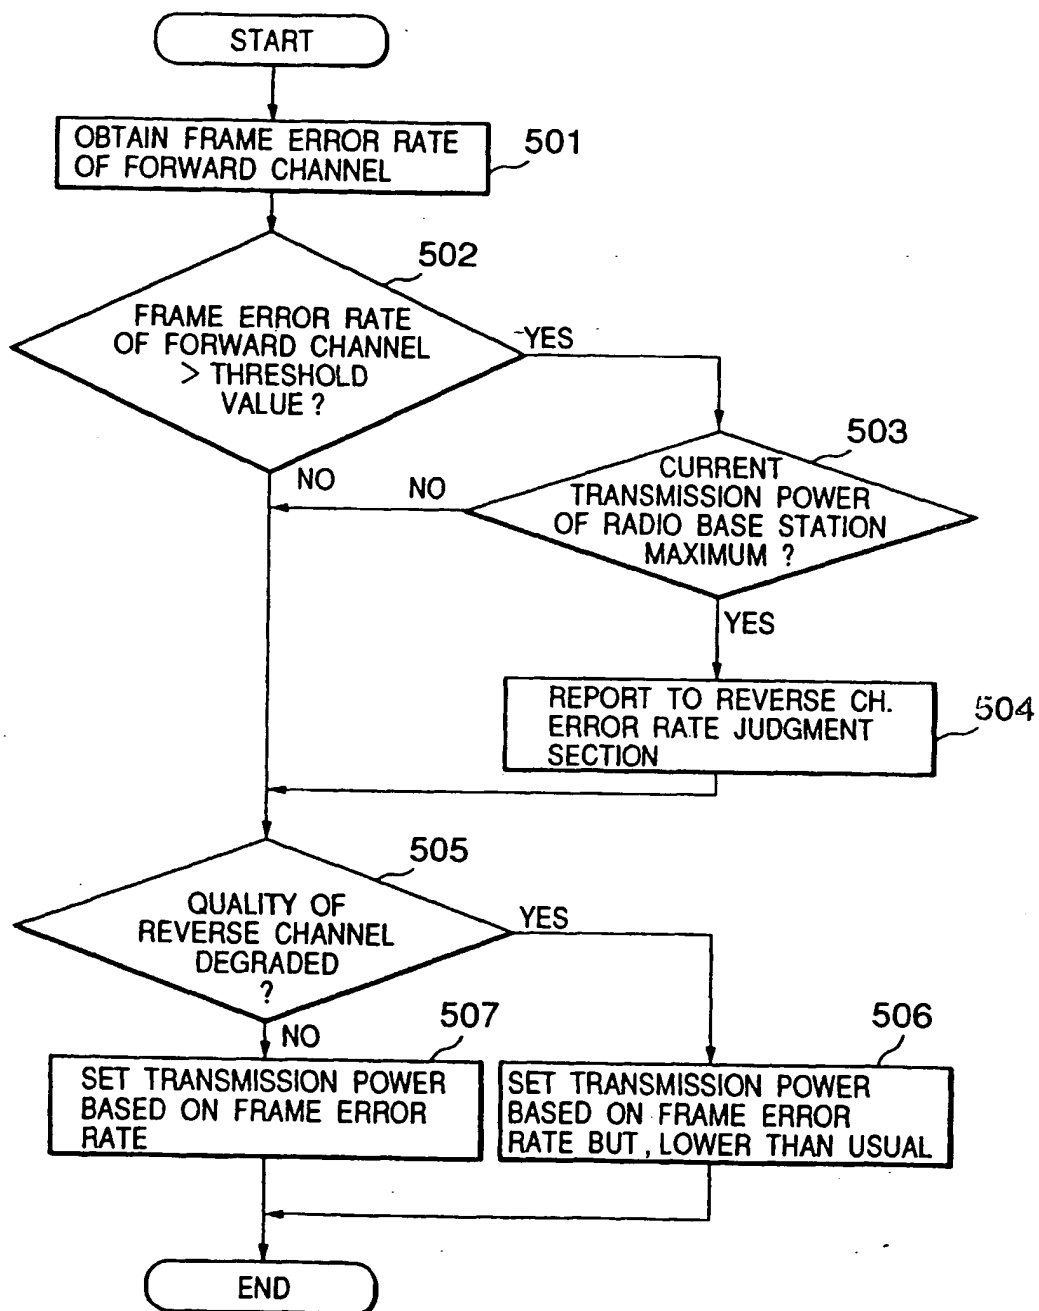 START
OBTAIN FRAME ERROR RATE
OF FORWARD CHANNEL
501
502
FRAME ERROR RATE
OF FORWARD CHANNEL
> THRESHOLD
VALUE ?
YES
NO
503
CURRENT
TRANSMISSION POWER
OF RADIO BASE STATION
MAXIMUM ?
NO
YES
REPORT TO REVERSE CH.
ERROR RATE JUDGMENT
SECTION
504
505
QUALITY OF
REVERSE CHANNEL
DEGRADED
?
YES
NO
507
SET TRANSMISSION POWER
BASED ON FRAME ERROR
RATE
506
SET TRANSMISSION POWER
BASED ON FRAME ERROR
RATE BUT, LOWER THAN USUAL
END